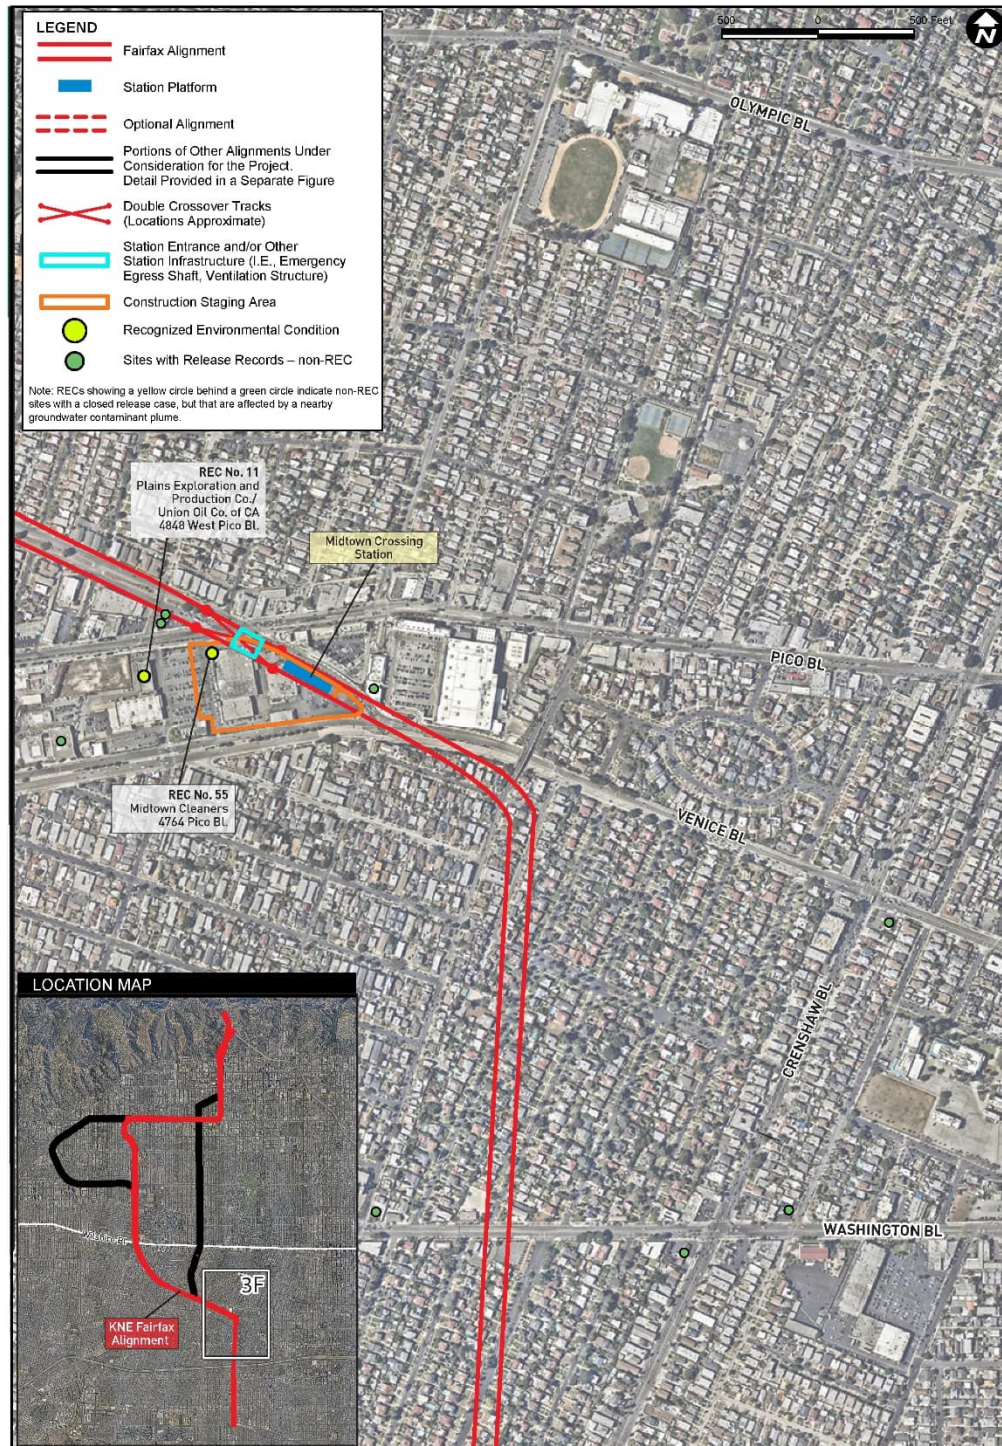 LEGEND
Fairfax Alignment
Station Platform
Optional Alignment
Portions of Other Alignments Under
Consideration for the Project.
Detail Provided in a Separate Figure
Double Crossover Tracks
(Locations Approximate)
Station Entrance and/or Other
Station Infrastructure (I.E., Emergency
Egress Shaft, Ventilation Structure)
Construction Staging Area
Recognized Environmental Condition
Sites with Release Records – non-REC
Note: RECs showing a yellow circle behind a green circle indicate non-REC
sites with a closed release case, but that are affected by a nearby
groundwater contaminant plume.
500 0 500 Feet
N
OLYMPIC BL
REC No. 11
Plains Exploration and
Production Co./
Union Oil Co. of CA
4848 West Pico Bl.
Midtown Crossing
Station
PICO BL
REC No. 55
Midtown Cleaners
4764 Pico Bl.
VENICE BL
CRENSHAW BL
WASHINGTON BL
LOCATION MAP
Wilshire Bl
3F
KNE Fairfax
Alignment